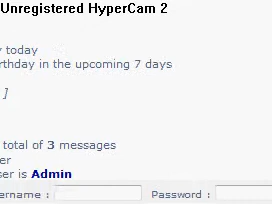 Unregistered HyperCam 2
today
rthday in the upcoming 7 days
]
total of 3 messages
er
ser is Admin
ername : Password :